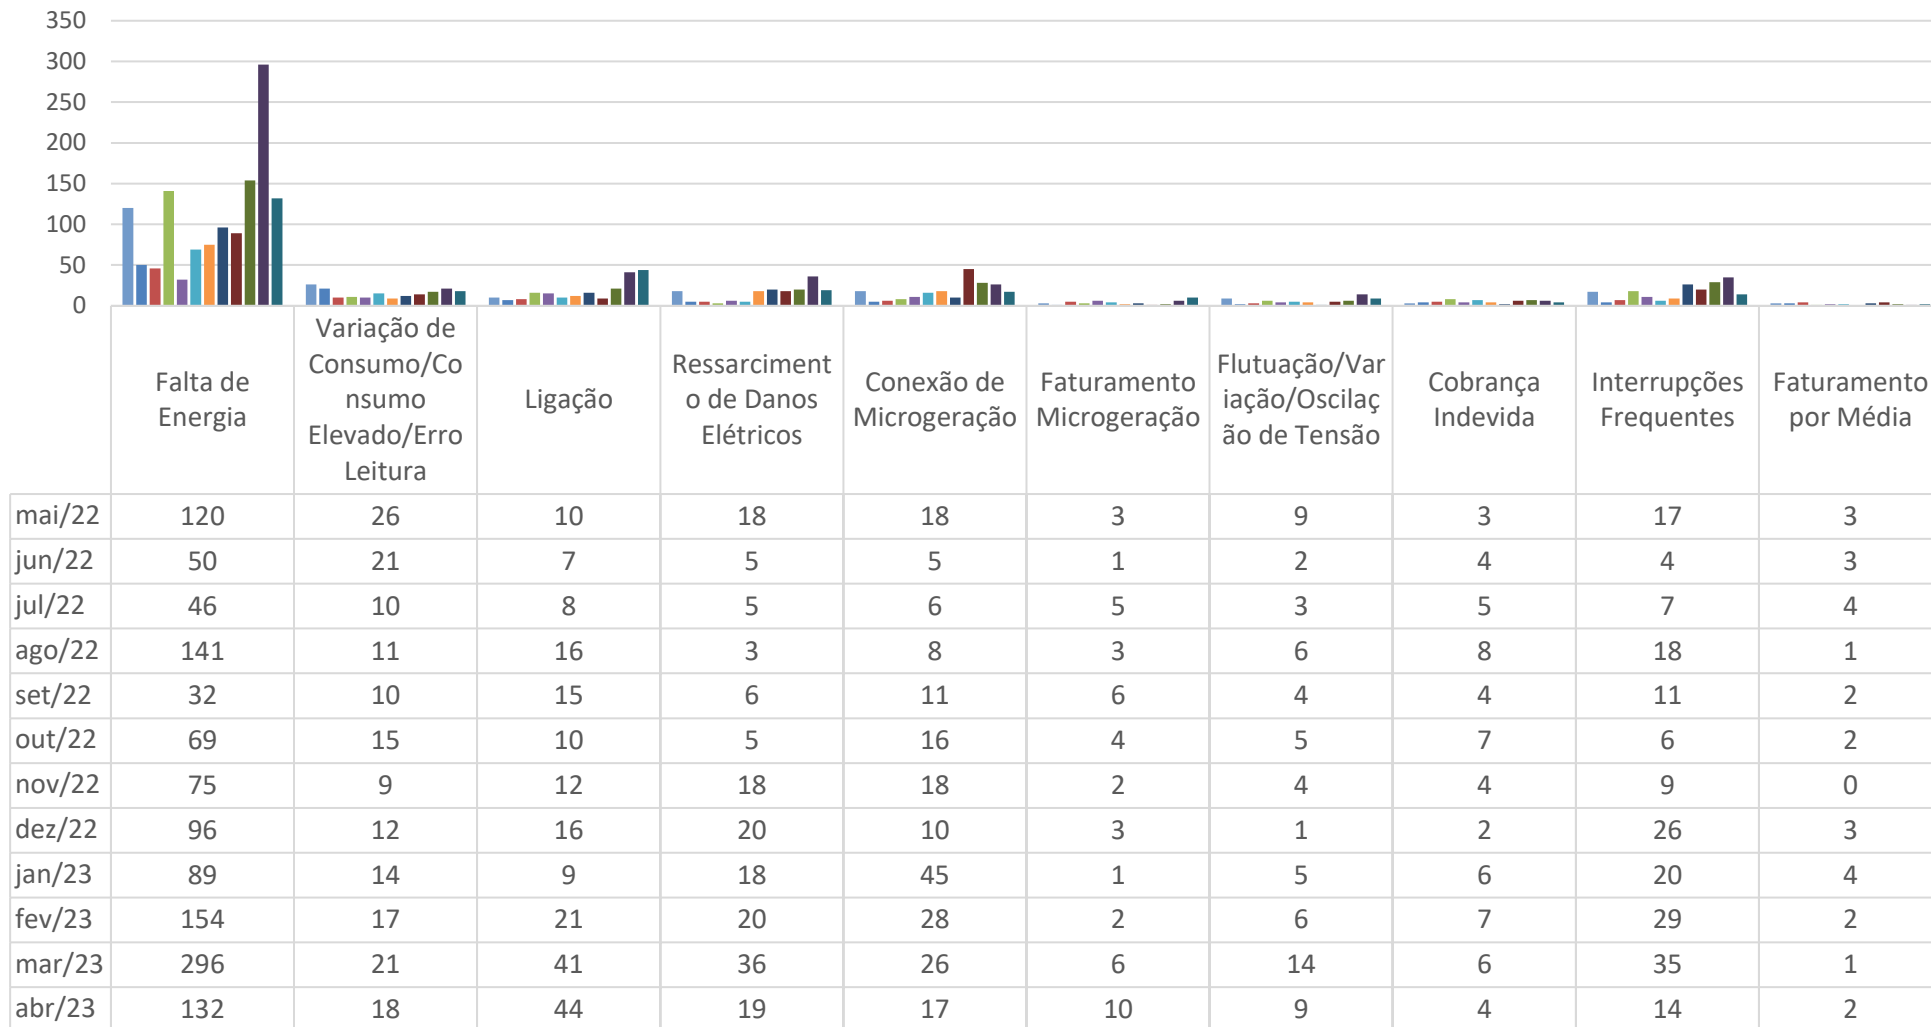 350
300
250
200
150
100
50
0
Falta de
Energia
Variação de
Consumo/Co
nsumo
Elevado/Erro
Leitura
Ligação
Ressarciment
o de Danos
Elétricos
Conexão de
Microgeração
Faturamento
Microgeração
Flutuação/Var
iação/Oscilaç
ão de Tensão
Cobrança
Indevida
Interrupções
Frequentes
Faturamento
por Média
mai/22 120 26 10 18 18 3 9 3 17 3
jun/22 50 21 7 5 5 1 2 4 4 3
jul/22 46 10 8 5 6 5 3 5 7 4
ago/22 141 11 16 3 8 3 6 8 18 1
set/22 32 10 15 6 11 6 4 4 11 2
out/22 69 15 10 5 16 4 5 7 6 2
nov/22 75 9 12 18 18 2 4 4 9 0
dez/22 96 12 16 20 10 3 1 2 26 3
jan/23 89 14 9 18 45 1 5 6 20 4
fev/23 154 17 21 20 28 2 6 7 29 2
mar/23 296 21 41 36 26 6 14 6 35 1
abr/23 132 18 44 19 17 10 9 4 14 2